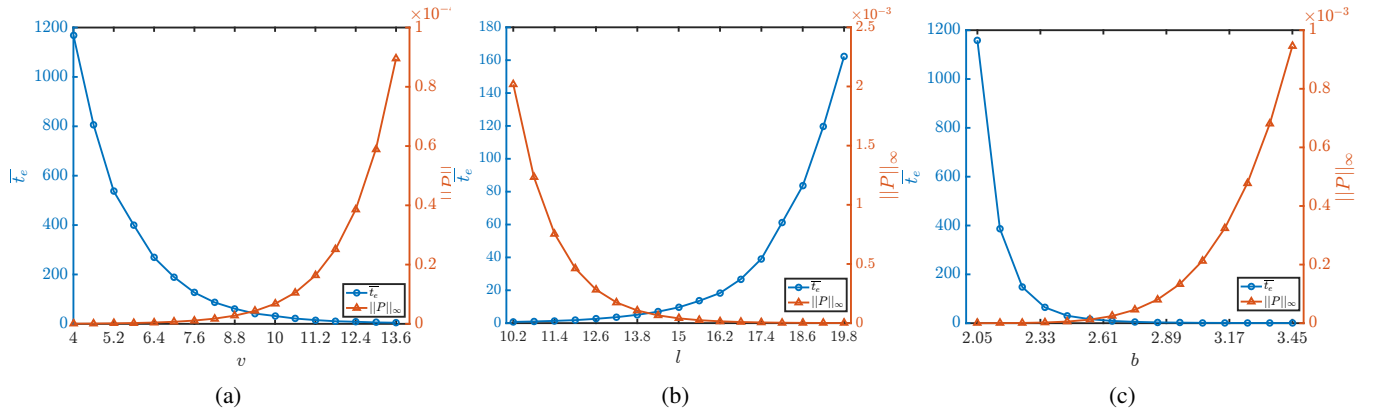 ×10⁻
1200
1000
800
600
400
200
0
t̅ₑ
1
0.8
0.6
0.4
0.2
0
||P||
4 5.2 6.4 7.6 8.8 10 11.2 12.4 13.6
v
t̅ₑ
||P||∞
(a)
×10⁻³
180
160
140
120
100
80
60
40
20
0
t̅ₑ
2.5
2
1.5
1
0.5
0
||P||∞
10.2 11.4 12.6 13.8 15 16.2 17.4 18.6 19.8
l
t̅ₑ
||P||∞
(b)
×10⁻³
1200
1000
800
600
400
200
0
t̅ₑ
1
0.8
0.6
0.4
0.2
0
||P||∞
2.05 2.33 2.61 2.89 3.17 3.45
b
t̅ₑ
||P||∞
(c)